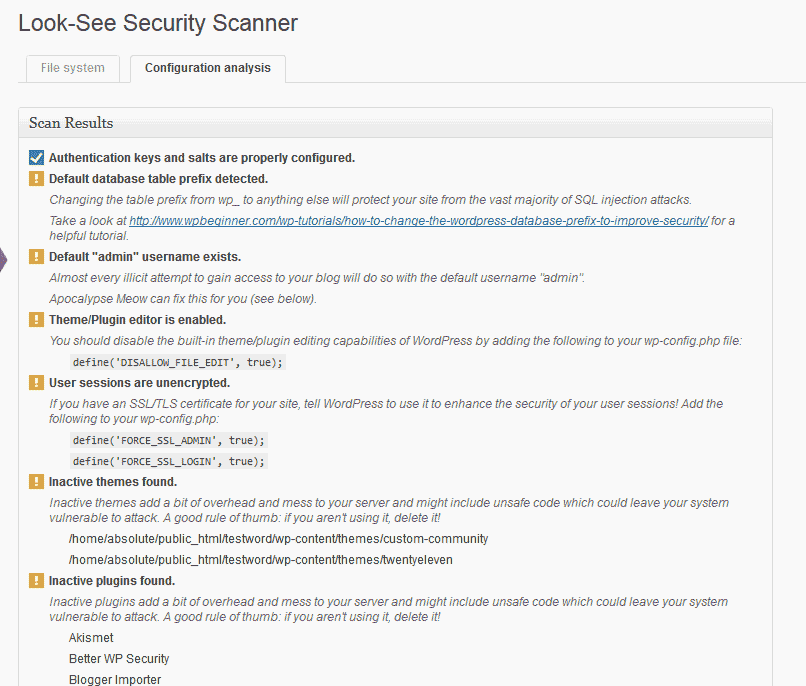 Look-See Security Scanner
File system
Configuration analysis
Scan Results
Authentication keys and salts are properly configured.
Default database table prefix detected.
Changing the table prefix from wp_ to anything else will protect your site from the vast majority of SQL injection attacks.
Take a look at http://www.wpbeginner.com/wp-tutorials/how-to-change-the-wordpress-database-prefix-to-improve-security/ for a
helpful tutorial.
Default "admin" username exists.
Almost every illicit attempt to gain access to your blog will do so with the default username "admin".
Apocalypse Meow can fix this for you (see below).
Theme/Plugin editor is enabled.
You should disable the built-in theme/plugin editing capabilities of WordPress by adding the following to your wp-config.php file:
define('DISALLOW_FILE_EDIT', true);
User sessions are unencrypted.
If you have an SSL/TLS certificate for your site, tell WordPress to use it to enhance the security of your user sessions! Add the
following to your wp-config.php:
define('FORCE_SSL_ADMIN', true);
define('FORCE_SSL_LOGIN', true);
Inactive themes found.
Inactive themes add a bit of overhead and mess to your server and might include unsafe code which could leave your system
vulnerable to attack. A good rule of thumb: if you aren't using it, delete it!
/home/absolute/public_html/testword/wp-content/themes/custom-community
/home/absolute/public_html/testword/wp-content/themes/twentyeleven
Inactive plugins found.
Inactive plugins add a bit of overhead and mess to your server and might include unsafe code which could leave your system
vulnerable to attack. A good rule of thumb: if you aren't using it, delete it!
Akismet
Better WP Security
Blogger Importer